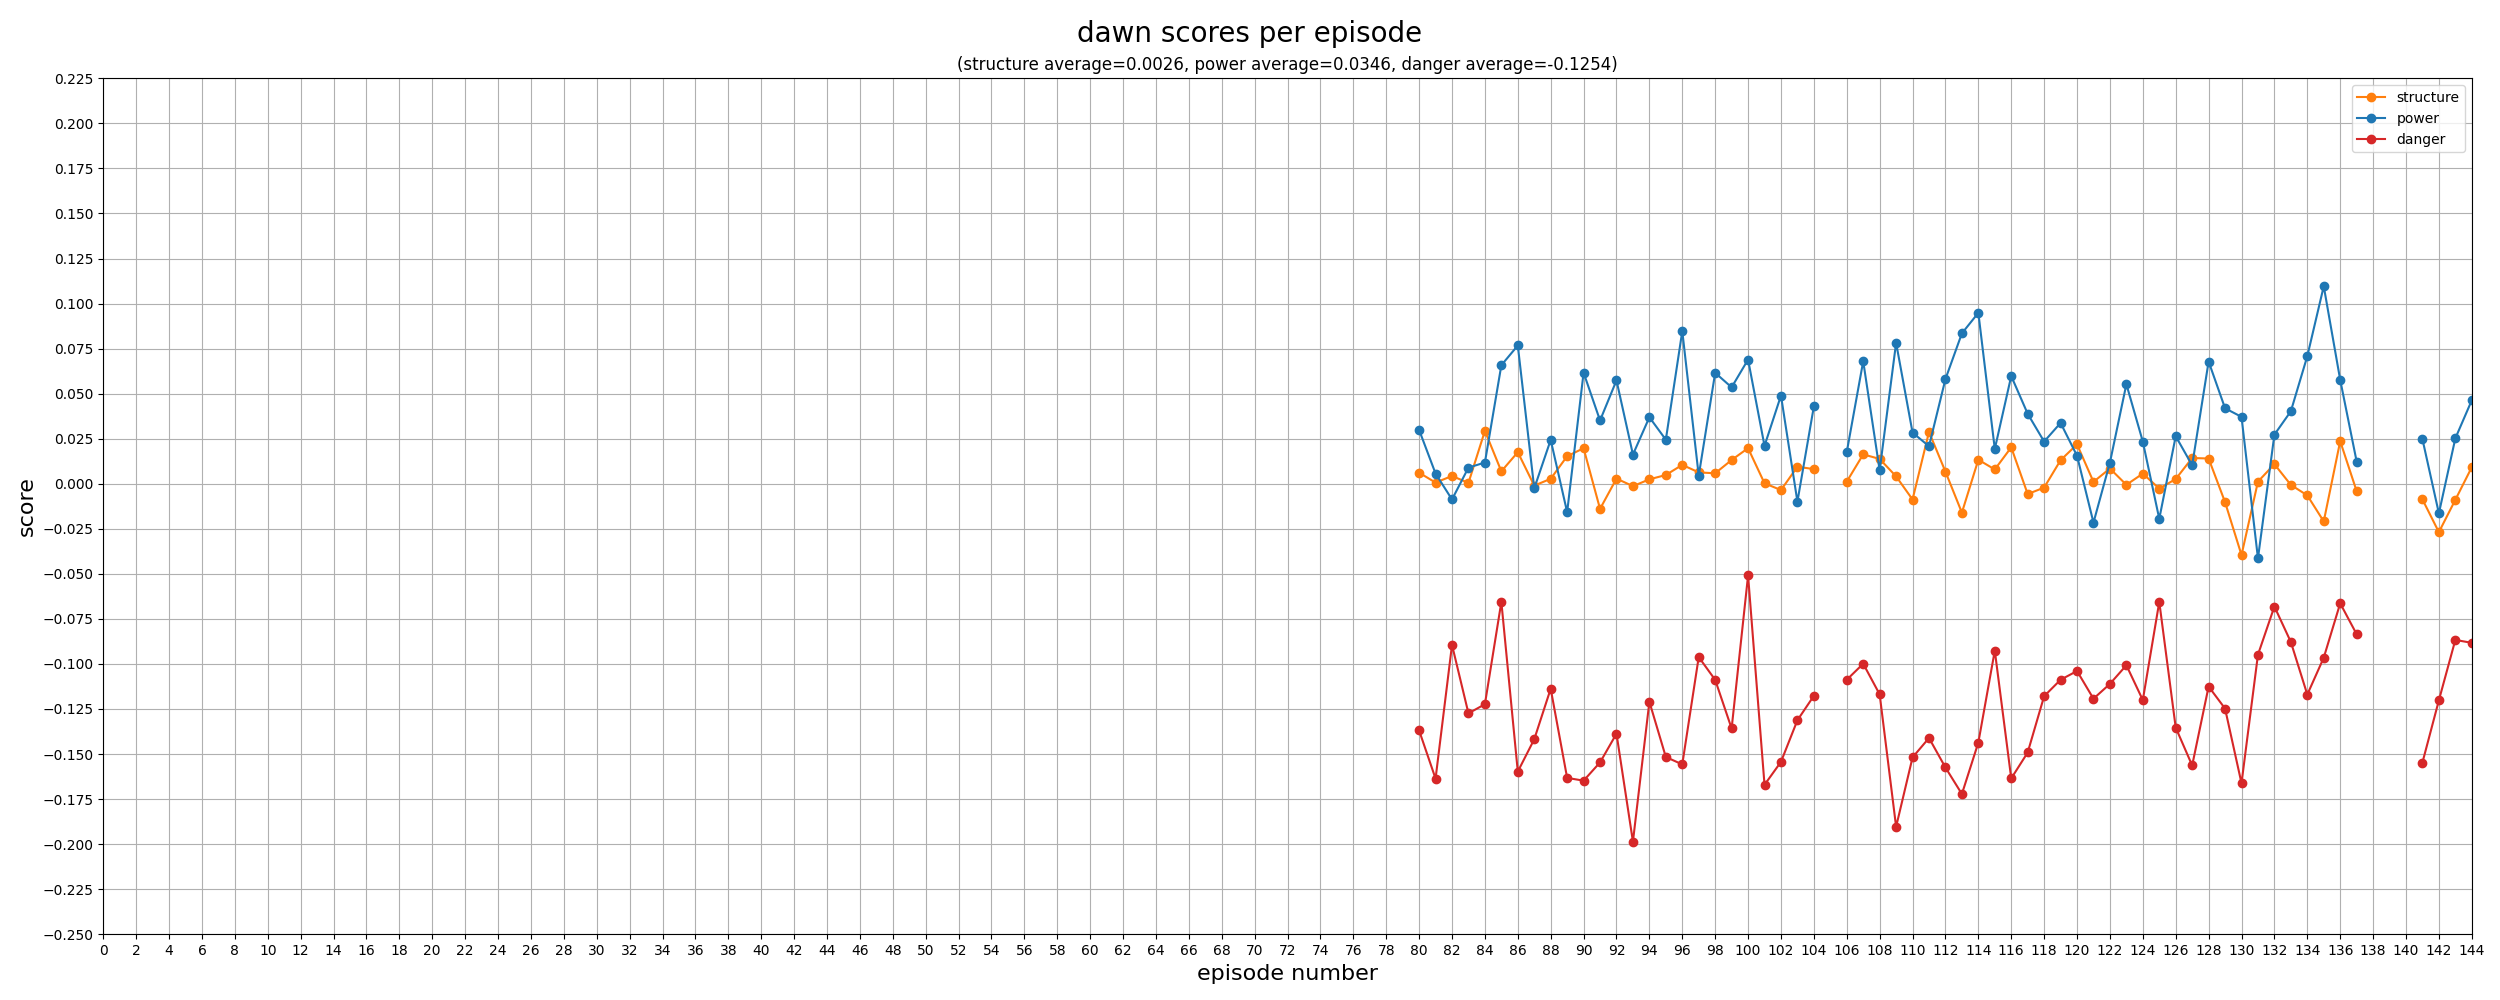 dawn scores per episode
(structure average=0.0026, power average=0.0346, danger average=-0.1254)
structure
power
danger
0.225
0.200
0.175
0.150
0.125
0.100
0.075
0.050
0.025
0.000
−0.025
−0.050
−0.075
−0.100
−0.125
−0.150
−0.175
−0.200
−0.225
−0.250
score
0 2 4 6 8 10 12 14 16 18 20 22 24 26 28 30 32 34 36 38 40 42 44 46 48 50 52 54 56 58 60 62 64 66 68 70 72 74 76 78 80 82 84 86 88 90 92 94 96 98 100 102 104 106 108 110 112 114 116 118 120 122 124 126 128 130 132 134 136 138 140 142 144
episode number